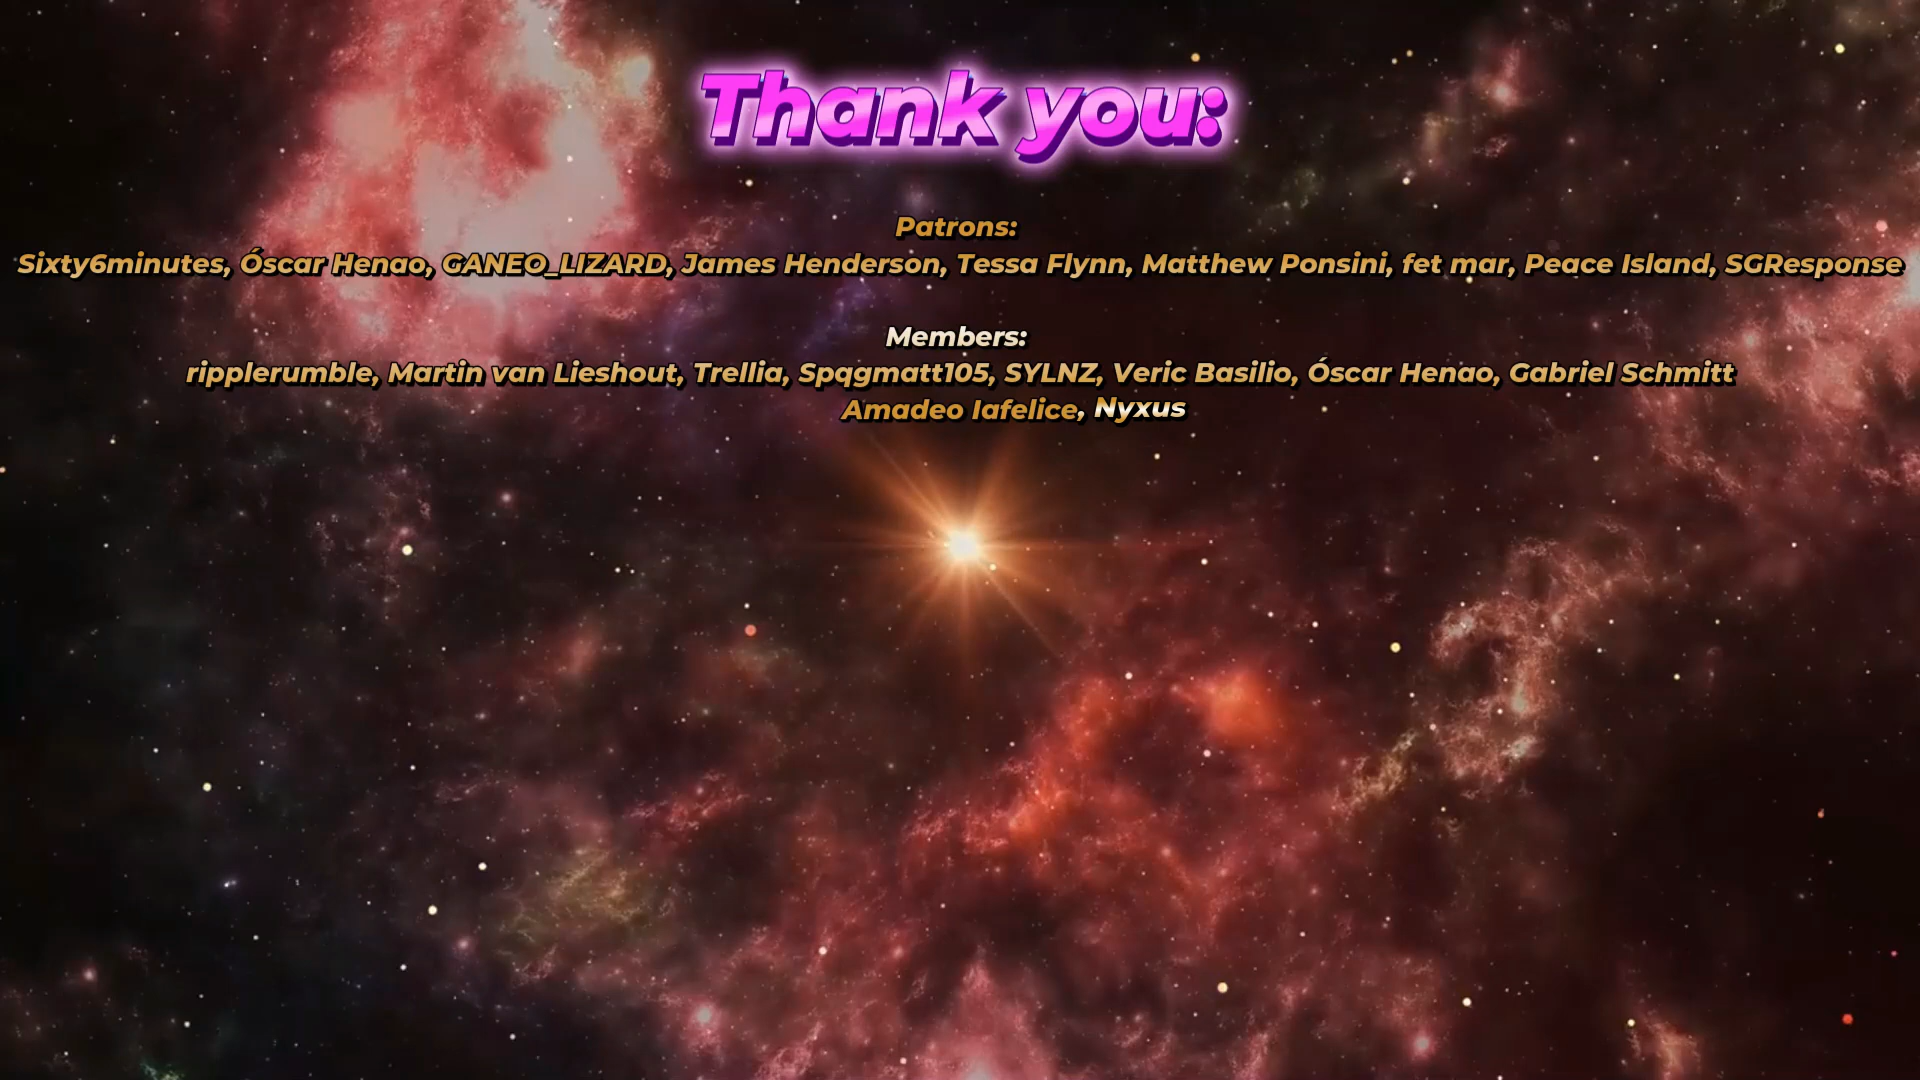 Thank you:
Patrons:
Sixty6minutes, Óscar Henao, GANEO_LIZARD, James Henderson, Tessa Flynn, Matthew Ponsini, fet mar, Peace Island, SGResponse
Members:
ripplerumble, Martin van Lieshout, Trellia, Spqgmatt105, SYLNZ, Veric Basilio, Óscar Henao, Gabriel Schmitt
Amadeo Iafelice, Nyxus